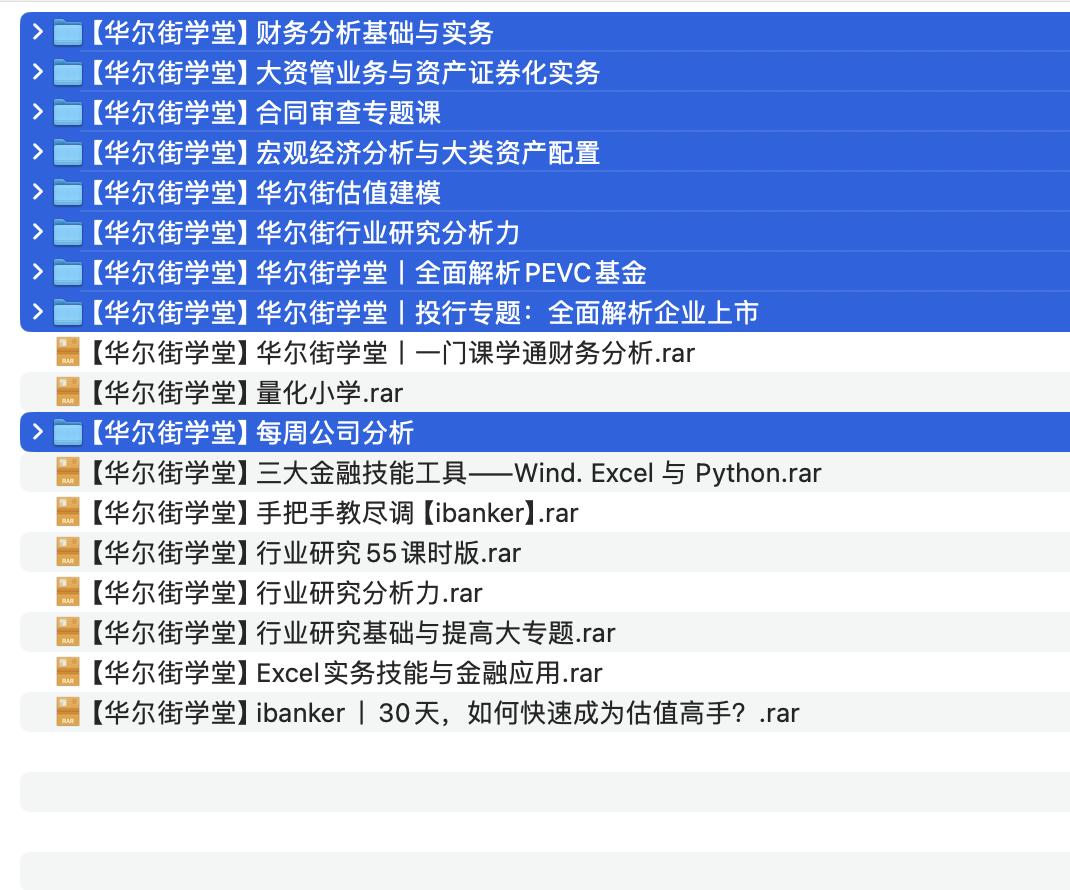 【华尔街学堂】财务分析基础与实务
【华尔街学堂】大资管业务与资产证券化实务
【华尔街学堂】合同审查专题课
【华尔街学堂】宏观经济分析与大类资产配置
【华尔街学堂】华尔街估值建模
【华尔街学堂】华尔街行业研究分析力
【华尔街学堂】华尔街学堂丨全面解析PEVC基金
【华尔街学堂】华尔街学堂丨投行专题：全面解析企业上市
【华尔街学堂】华尔街学堂丨一门课学通财务分析.rar
【华尔街学堂】量化小学.rar
【华尔街学堂】每周公司分析
【华尔街学堂】三大金融技能工具——Wind. Excel 与 Python.rar
【华尔街学堂】手把手教尽调【ibanker】.rar
【华尔街学堂】行业研究55课时版.rar
【华尔街学堂】行业研究分析力.rar
【华尔街学堂】行业研究基础与提高大专题.rar
【华尔街学堂】Excel实务技能与金融应用.rar
【华尔街学堂】ibanker丨30天，如何快速成为估值高手？.rar